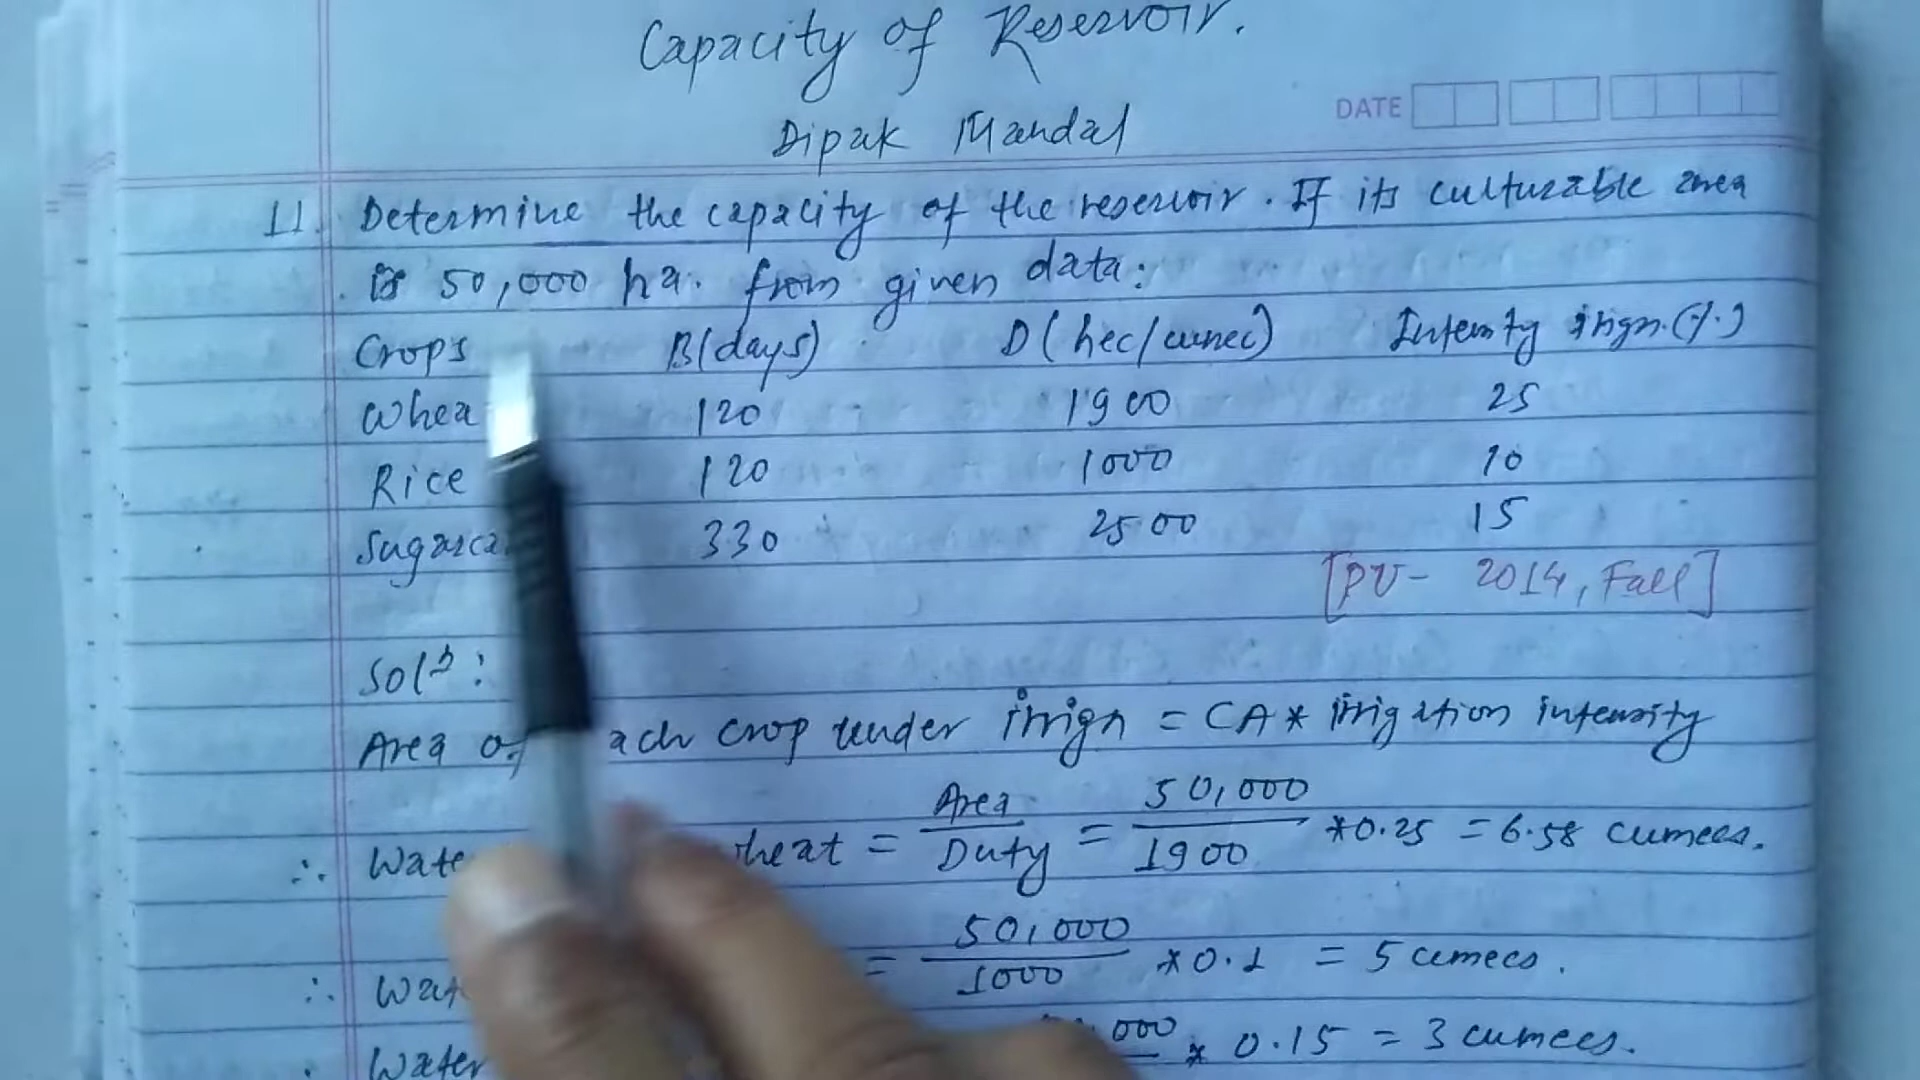 Capacity of Reservoir.
DATE
Dipak Mandal
11. Determine the capacity of the reservoir. If its culturable area
is 50,000 ha. from given data:
Crops B(days) D(hec/cumec) Intensity irign.(%)
Whea 120 1900 25
Rice 120 1000 10
Sugarca 330 2500 15
[PU- 2014, Fall]
Solⁿ:
Area of ach crop under irrign = CA * irrigation intensity
∴ Wate heat = Area / Duty = 50,000 / 1900 *0.25 = 6.58 cumecs.
∴ Wat = 50,000 / 1000 *0.1 = 5 cumecs.
Water 000 * 0.15 = 3 cumecs.